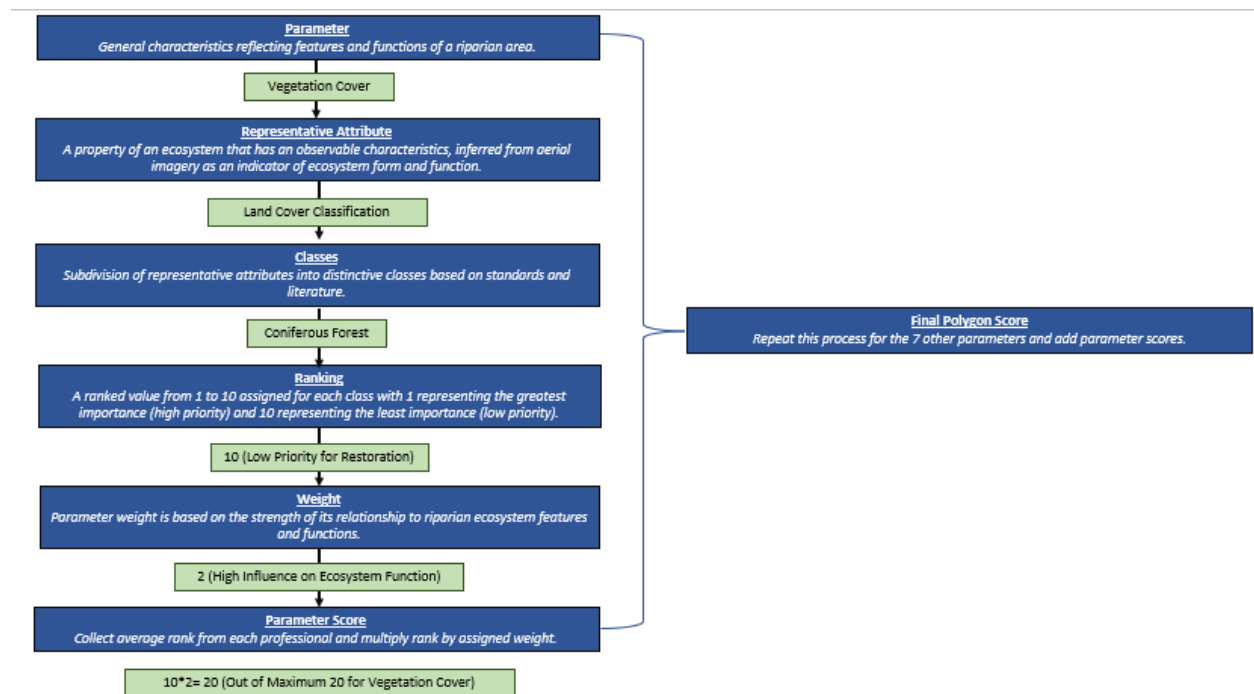 Parameter
General characteristics reflecting features and functions of a riparian area.
Vegetation Cover
Representative Attribute
A property of an ecosystem that has an observable characteristics, inferred from aerial
imagery as an indicator of ecosystem form and function.
Land Cover Classification
Classes
Subdivision of representative attributes into distinctive classes based on standards and
literature.
Coniferous Forest
Ranking
A ranked value from 1 to 10 assigned for each class with 1 representing the greatest
importance (high priority) and 10 representing the least importance (low priority).
10 (Low Priority for Restoration)
Weight
Parameter weight is based on the strength of its relationship to riparian ecosystem features
and functions.
2 (High Influence on Ecosystem Function)
Parameter Score
Collect average rank from each professional and multiply rank by assigned weight.
10*2= 20 (Out of Maximum 20 for Vegetation Cover)
Final Polygon Score
Repeat this process for the 7 other parameters and add parameter scores.